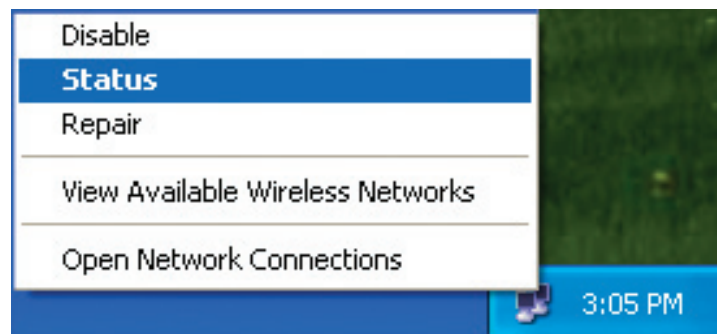 Disable
Status
Repair
View Available Wireless Networks
Open Network Connections
3:05 PM